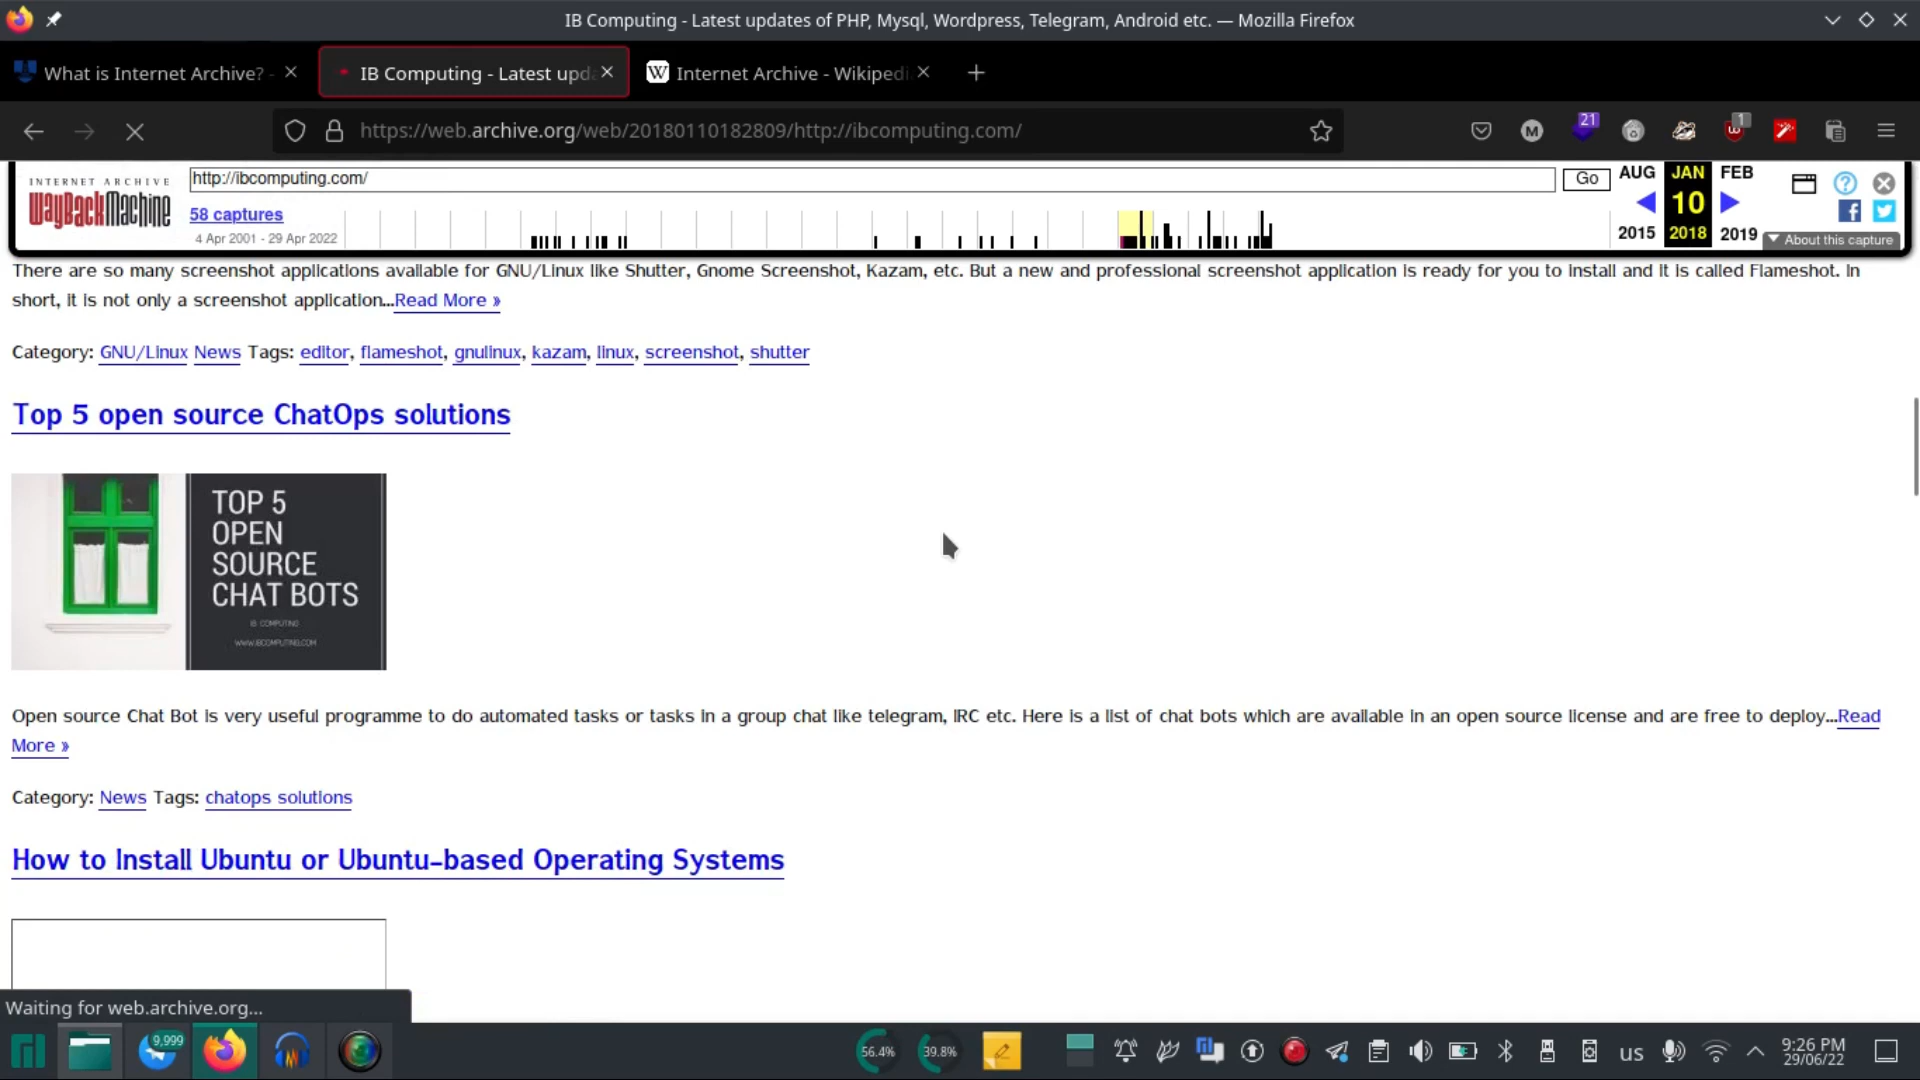 IB Computing - Latest updates of PHP, Mysql, Wordpress, Telegram, Android etc. — Mozilla Firefox
What is Internet Archive? -
IB Computing - Latest upda
W Internet Archive - Wikipedi
https://web.archive.org/web/20180110182809/http://ibcomputing.com/
M
21
1
INTERNET ARCHIVE
WayBackMachine
http://ibcomputing.com/
Go
58 captures
4 Apr 2001 - 29 Apr 2022
AUG JAN FEB
10
2015 2018 2019
About this capture
There are so many screenshot applications available for GNU/Linux like Shutter, Gnome Screenshot, Kazam, etc. But a new and professional screenshot application is ready for you to install and it is called Flameshot. In
short, it is not only a screenshot application...Read More »
Category: GNU/Linux News Tags: editor, flameshot, gnulinux, kazam, linux, screenshot, shutter
Top 5 open source ChatOps solutions
TOP 5
OPEN
SOURCE
CHAT BOTS
IB COMPUTING
WWW.IBCOMPUTING.COM
Open source Chat Bot is very useful programme to do automated tasks or tasks in a group chat like telegram, IRC etc. Here is a list of chat bots which are available in an open source license and are free to deploy...Read
More »
Category: News Tags: chatops solutions
How to Install Ubuntu or Ubuntu-based Operating Systems
Waiting for web.archive.org...
9,999
56.4%
39.8%
us
9:26 PM
29/06/22